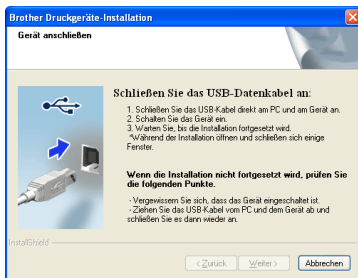 Brother Druckgeräte-Installation
Gerät anschließen
Schließen Sie das USB-Datenkabel an:
1. Schließen Sie das USB-Kabel direkt am PC und am Gerät an.
2. Schalten Sie das Gerät ein.
3. Warten Sie, bis die Installation fortgesetzt wird.
*Während der Installation öffnen und schließen sich einige
Fenster.
Wenn die Installation nicht fortgesetzt wird, prüfen Sie
die folgenden Punkte.
- Vergewissern Sie sich, dass das Gerät eingeschaltet ist.
- Ziehen Sie das USB-Kabel vom PC und dem Gerät ab und
schließen Sie es dann wieder an.
InstallShield
< Zurück Weiter > Abbrechen